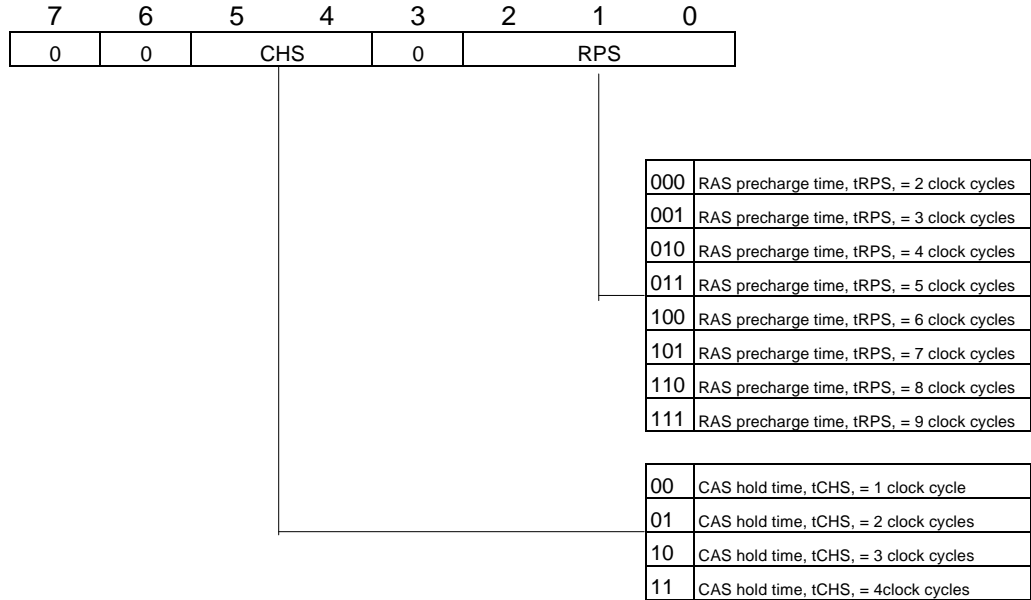 7 6 5 4 3 2 1 0
0 0 CHS 0 RPS
000 RAS precharge time, tRPS, = 2 clock cycles
001 RAS precharge time, tRPS, = 3 clock cycles
010 RAS precharge time, tRPS, = 4 clock cycles
011 RAS precharge time, tRPS, = 5 clock cycles
100 RAS precharge time, tRPS, = 6 clock cycles
101 RAS precharge time, tRPS, = 7 clock cycles
110 RAS precharge time, tRPS, = 8 clock cycles
111 RAS precharge time, tRPS, = 9 clock cycles
00 CAS hold time, tCHS, = 1 clock cycle
01 CAS hold time, tCHS, = 2 clock cycles
10 CAS hold time, tCHS, = 3 clock cycles
11 CAS hold time, tCHS, = 4clock cycles